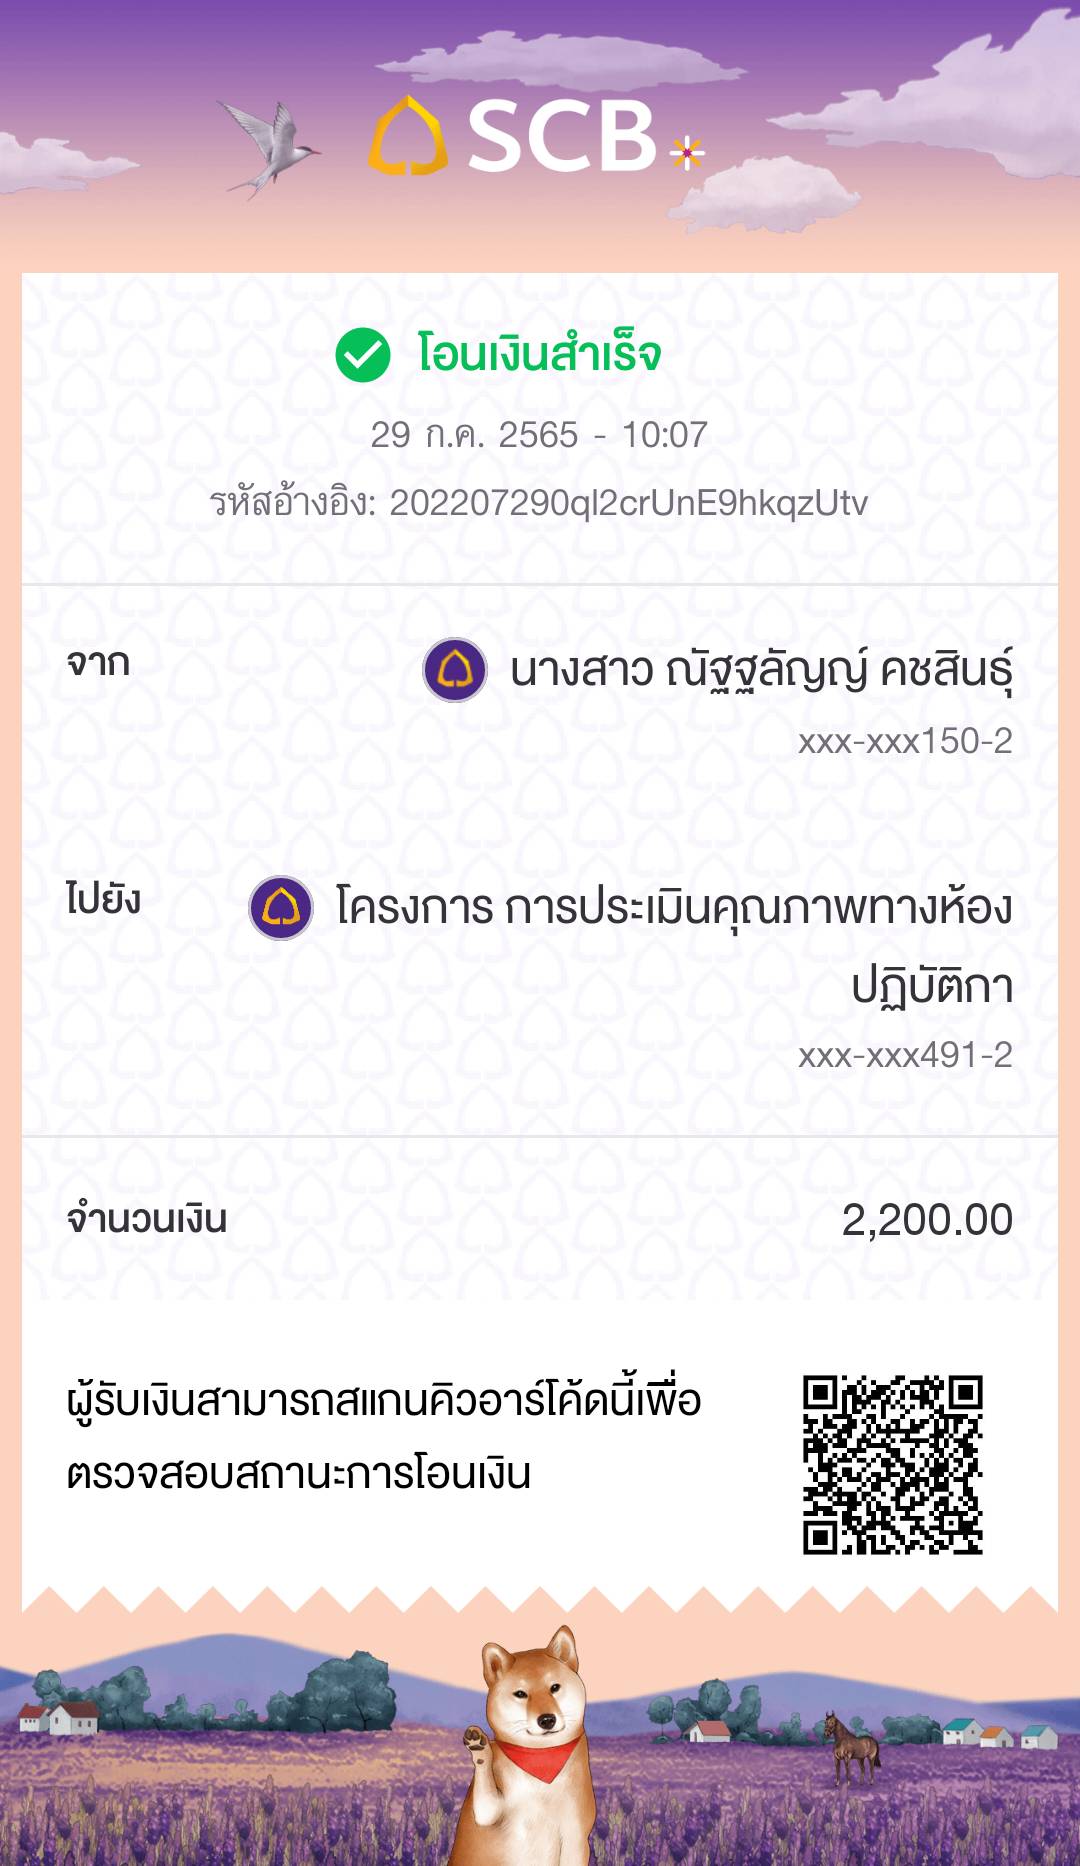 SCB
โอนเงินสำเร็จ
29 ก.ค. 2565 - 10:07
รหัสอ้างอิง: 202207290ql2crUnE9hkqzUtv
จาก
นางสาว ณัฐฐลัญญ์ คชสินธุ์
xxx-xxx150-2
ไปยัง
โครงการ การประเมินคุณภาพทางห้อง
ปฏิบัติกา
xxx-xxx491-2
จำนวนเงิน 2,200.00
ผู้รับเงินสามารถสแกนคิวอาร์โค้ดนี้เพื่อ
ตรวจสอบสถานะการโอนเงิน